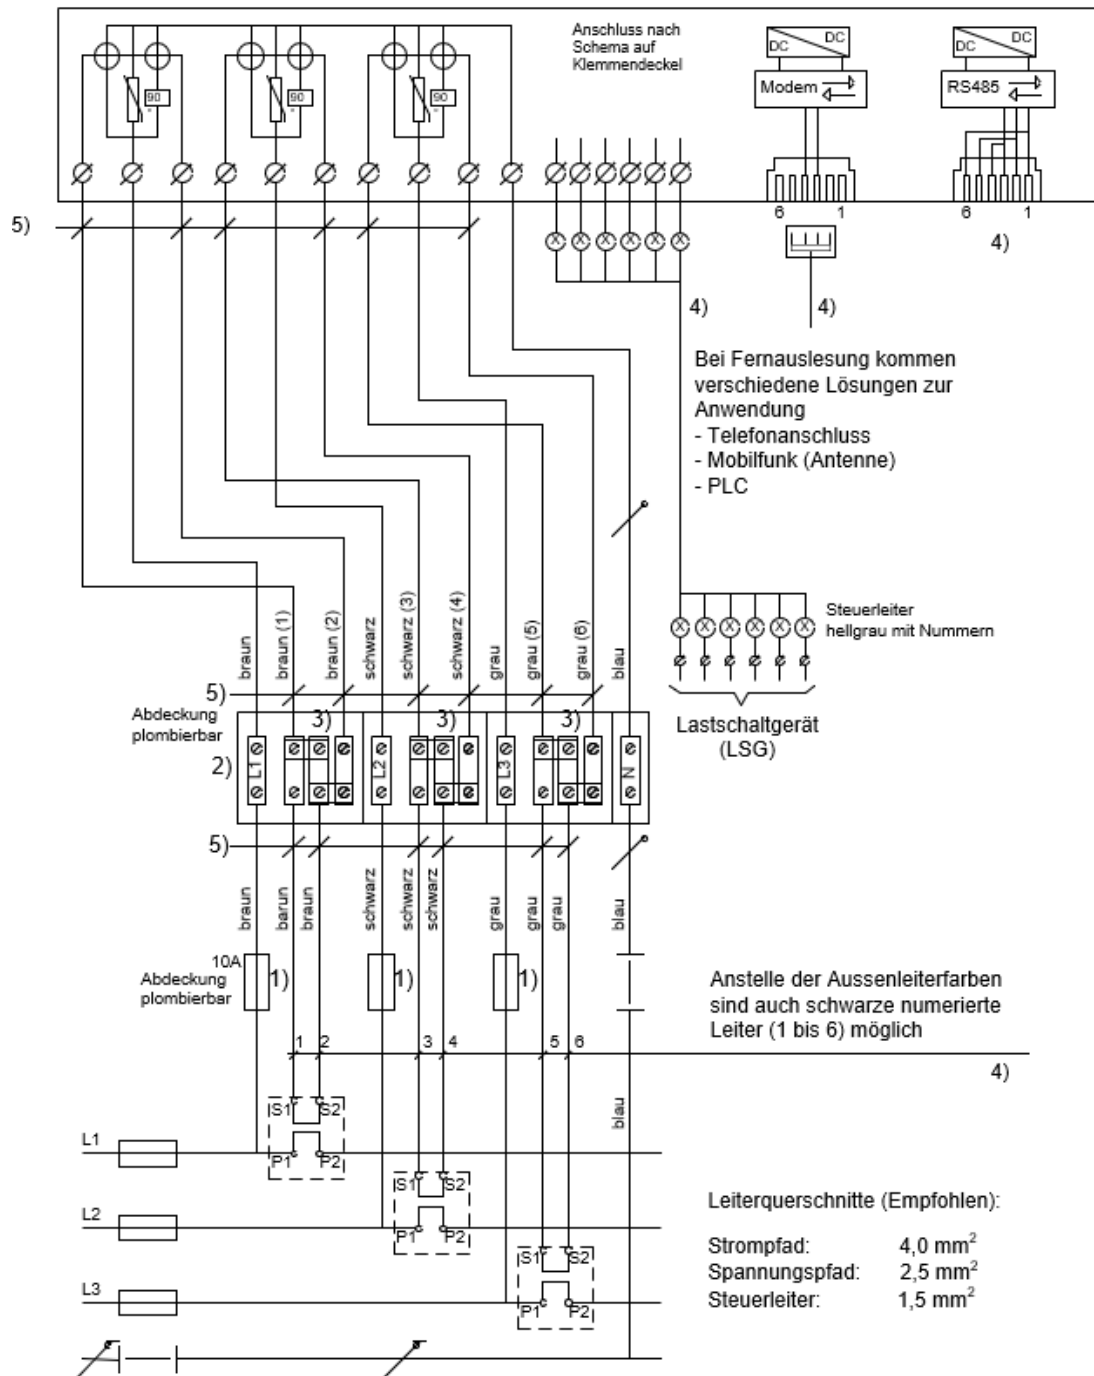 Anschluss nach
Schema auf
Klemmendeckel
DC
DC
DC
DC
Modem
RS485
90
90
90
6
1
6
1
5)
4)
4)
4)
Bei Fernauslesung kommen
verschiedene Lösungen zur
Anwendung
- Telefonanschluss
- Mobilfunk (Antenne)
- PLC
braun
braun (1)
braun (2)
schwarz
schwarz (3)
schwarz (4)
grau
grau (5)
grau (6)
blau
Steuerleiter
hellgrau mit Nummern
5)
Abdeckung
plombierbar
3)
3)
3)
Lastschaltgerät
(LSG)
2)
L1
L2
L3
N
5)
braun
barun
braun
schwarz
schwarz
schwarz
grau
grau
grau
blau
10A
1)
1)
1)
Abdeckung
plombierbar
Anstelle der Aussenleiterfarben
sind auch schwarze numerierte
Leiter (1 bis 6) möglich
1
2
3
4
5
6
4)
blau
S1
S2
L1
P1
P2
S1
S2
L2
P1
P2
Leiterquerschnitte (Empfohlen):
S1
S2
Strompfad: 4,0 mm²
Spannungspfad: 2,5 mm²
L3
P1
P2
Steuerleiter: 1,5 mm²